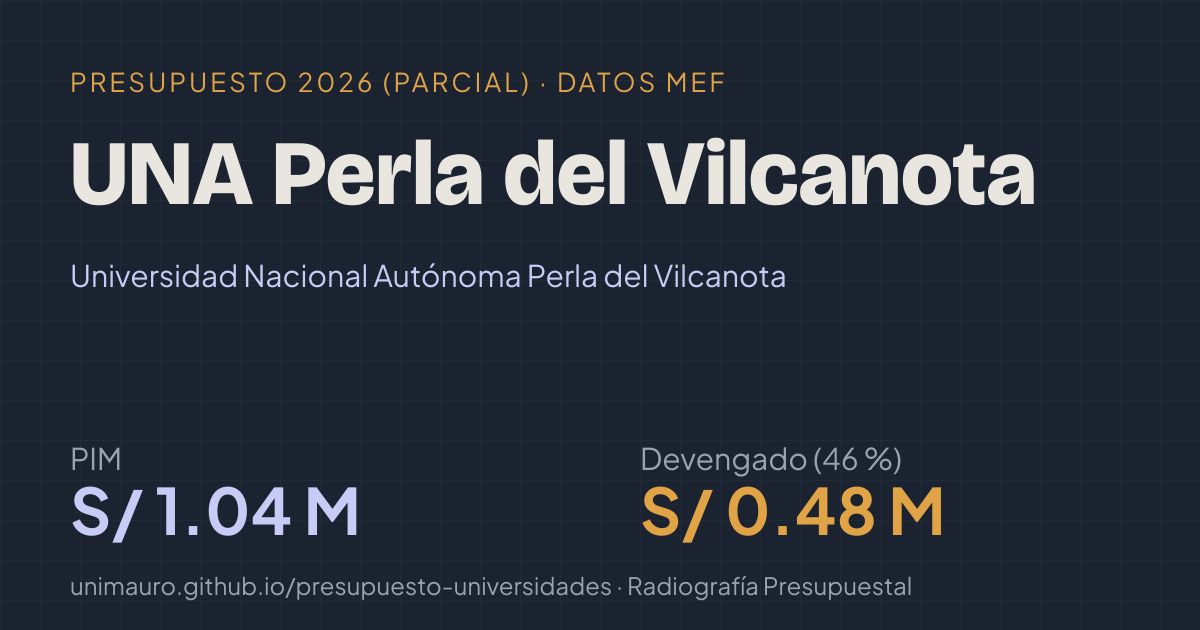 PRESUPUESTO 2026 (PARCIAL) · DATOS MEF
UNA Perla del Vilcanota
Universidad Nacional Autónoma Perla del Vilcanota
PIM
S/ 1.04 M
Devengado (46 %)
S/ 0.48 M
unimauro.github.io/presupuesto-universidades · Radiografía Presupuestal